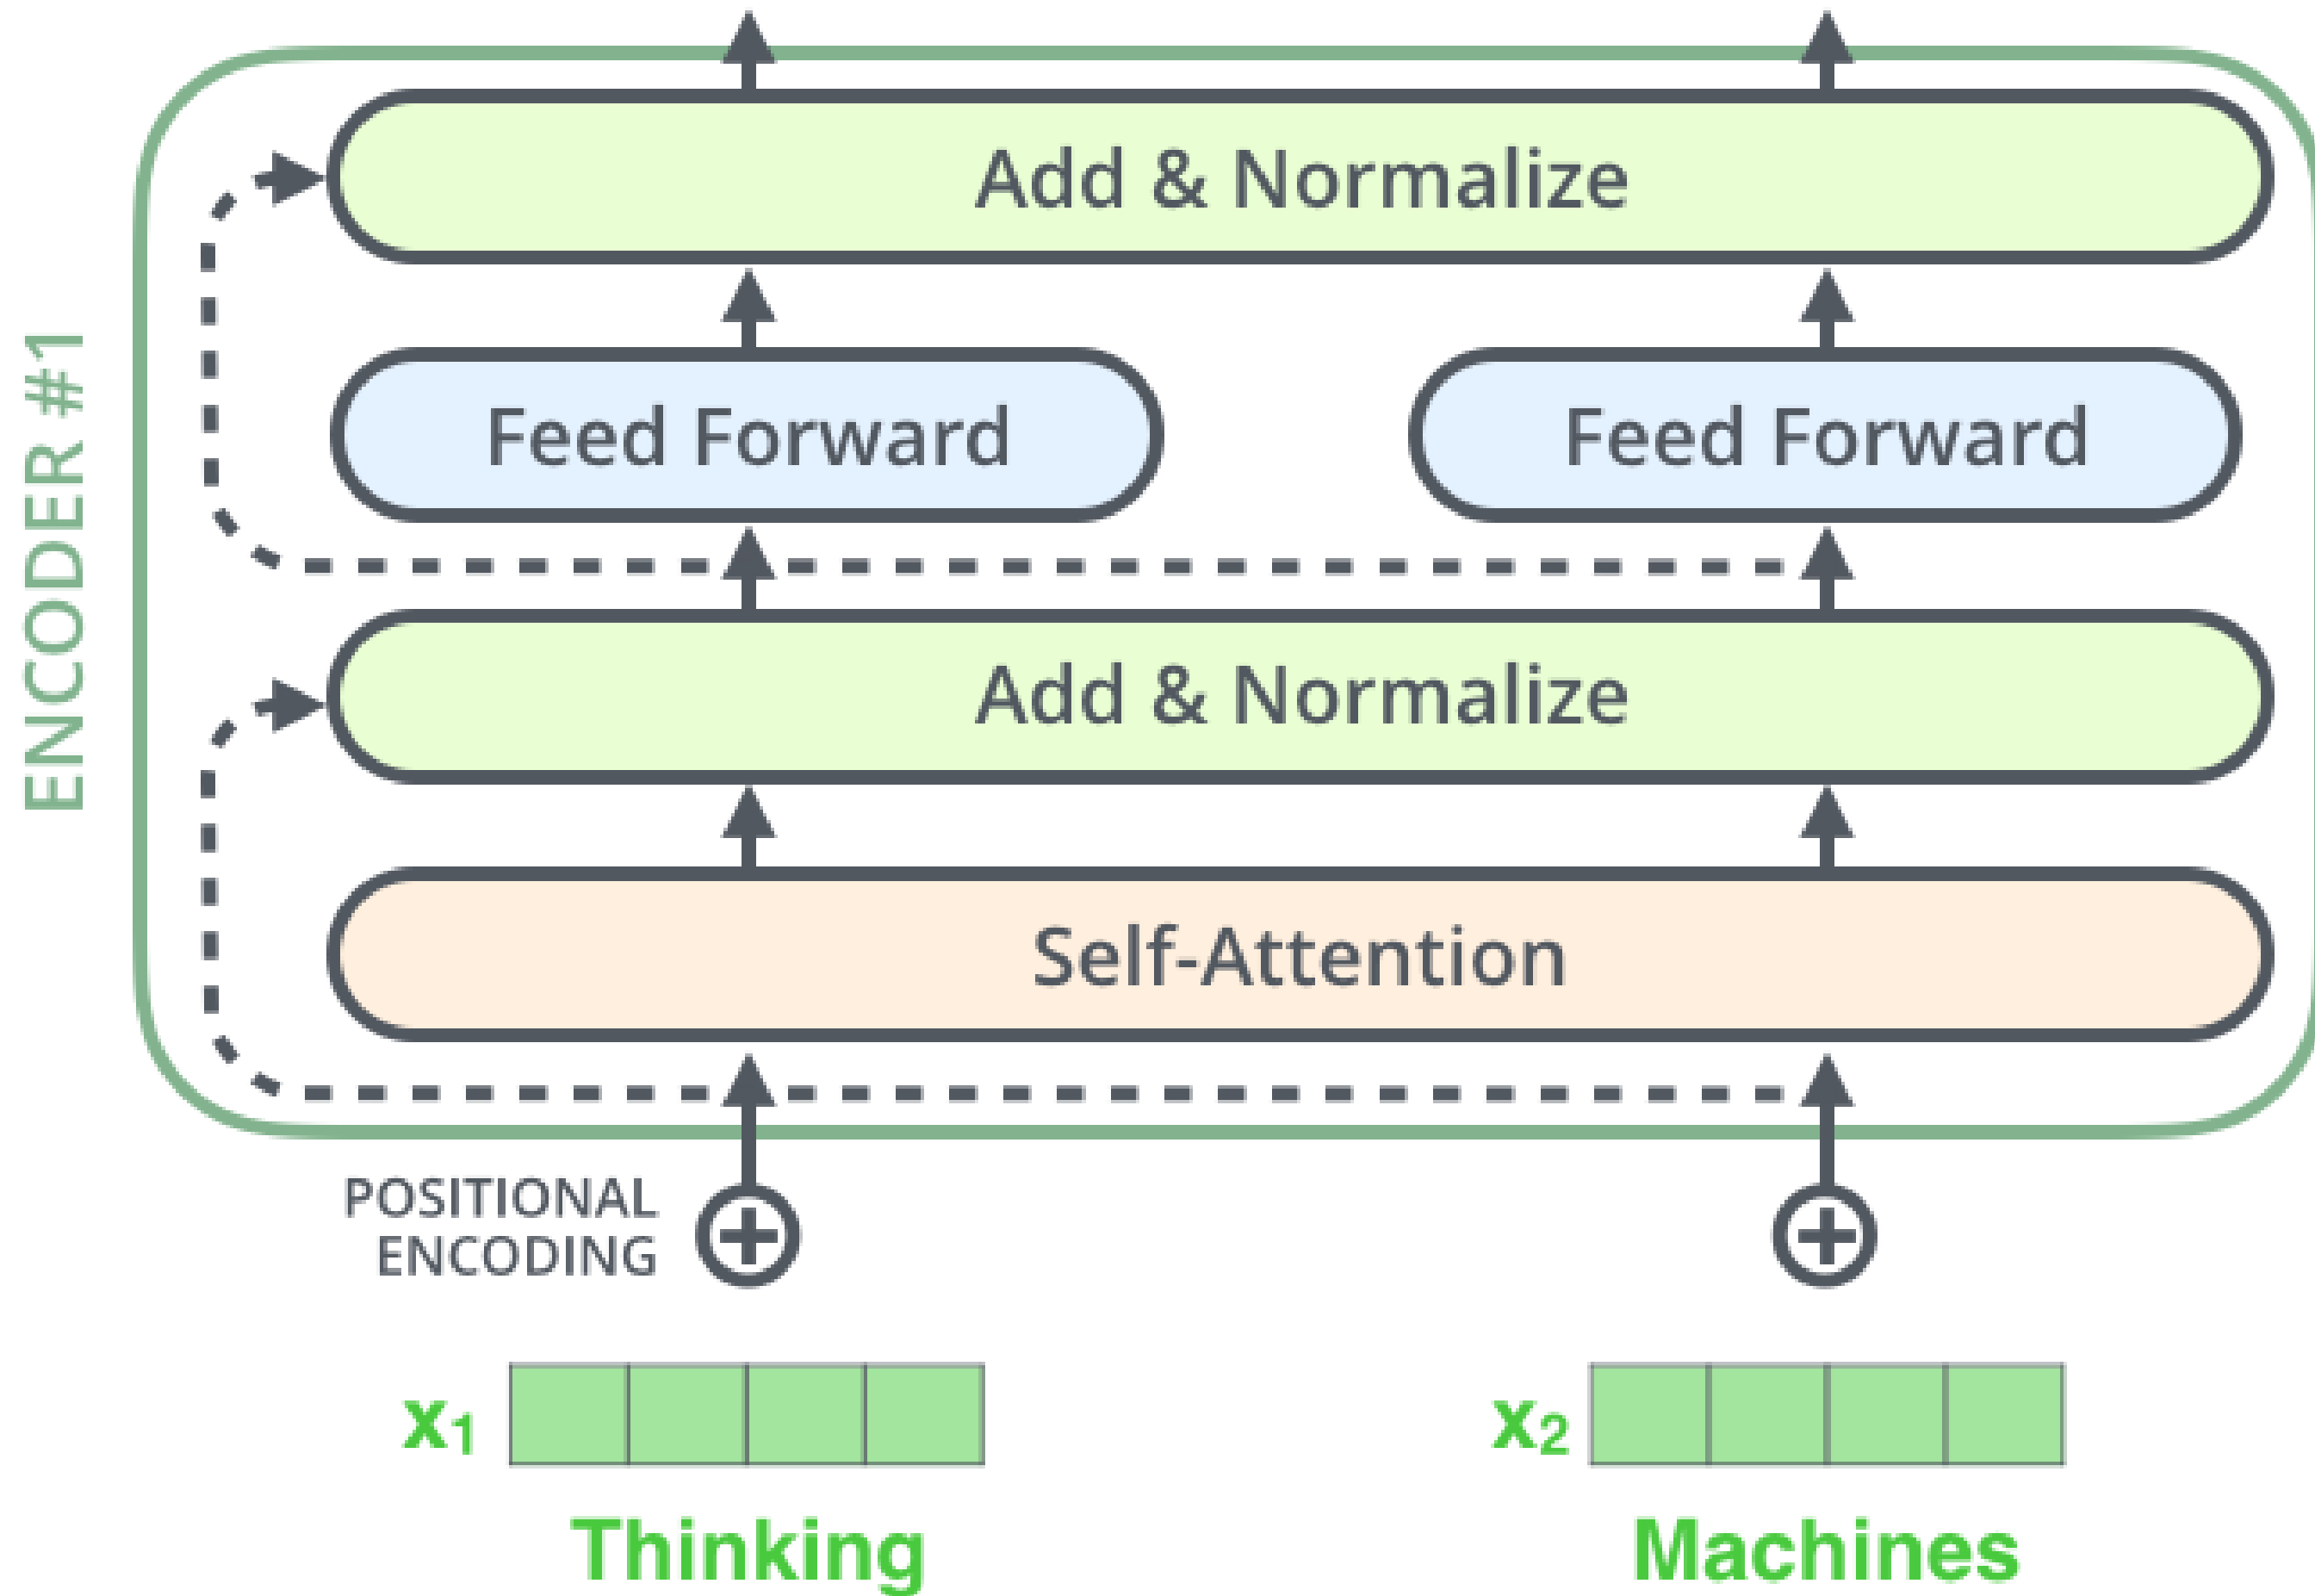 ENCODER #1
Add & Normalize
Feed Forward
Feed Forward
Add & Normalize
Self-Attention
POSITIONAL
ENCODING
x₁
x₂
Thinking
Machines